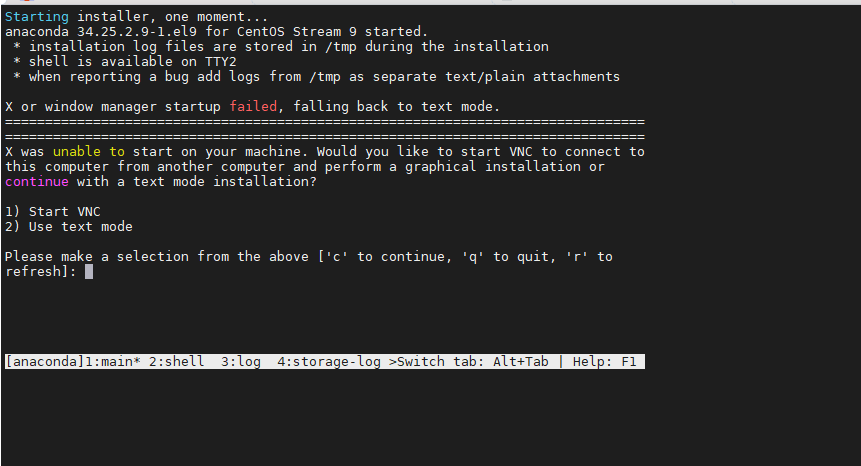 Starting installer, one moment...
anaconda 34.25.2.9-1.el9 for CentOS Stream 9 started.
 * installation log files are stored in /tmp during the installation
 * shell is available on TTY2
 * when reporting a bug add logs from /tmp as separate text/plain attachments
X or window manager startup failed, falling back to text mode.
================================================================================
================================================================================
X was unable to start on your machine. Would you like to start VNC to connect to
this computer from another computer and perform a graphical installation or
continue with a text mode installation?
1) Start VNC
2) Use text mode
Please make a selection from the above ['c' to continue, 'q' to quit, 'r' to
refresh]:
[anaconda]1:main* 2:shell  3:log  4:storage-log >Switch tab: Alt+Tab | Help: F1